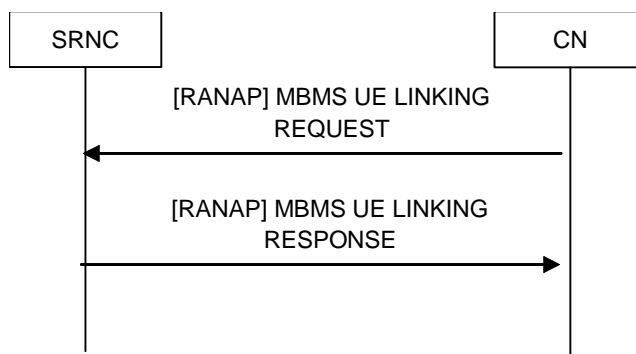 SRNC
CN
[RANAP] MBMS UE LINKING
REQUEST
[RANAP] MBMS UE LINKING
RESPONSE